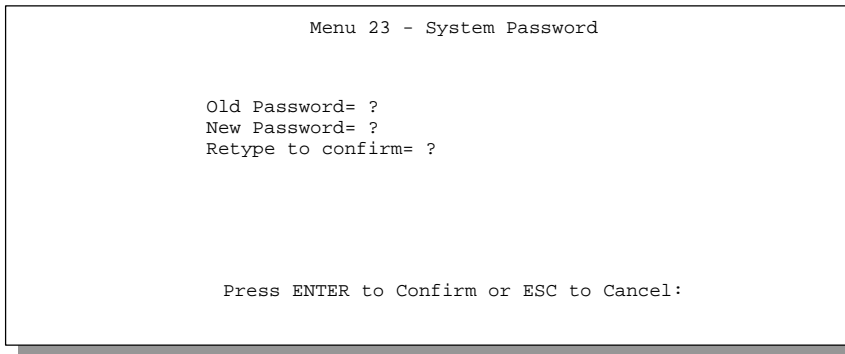 Menu 23 - System Password
Old Password= ?
New Password= ?
Retype to confirm= ?
Press ENTER to Confirm or ESC to Cancel: